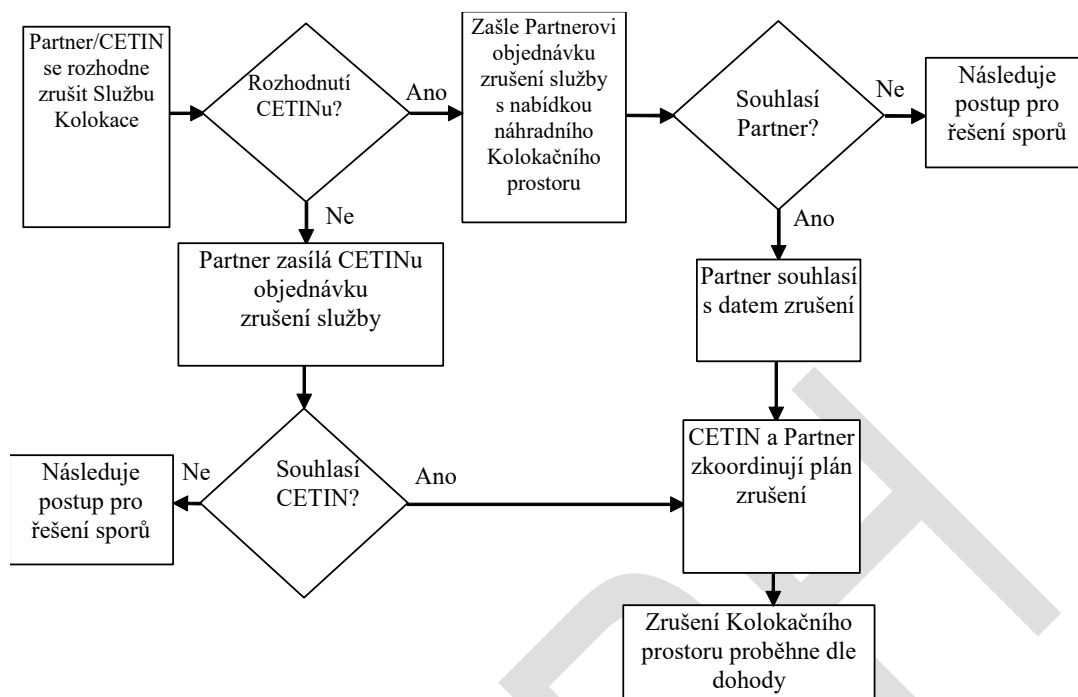 Partner/CETIN
se rozhodne
zrušit Službu
Kolokace
Rozhodnutí
CETINu?
Ano
Zašle Partnerovi
objednávku
zrušení služby
s nabídkou
náhradního
Kolokačního
prostoru
Souhlasí
Partner?
Ne
Následuje
postup pro
řešení sporů
Ne
Ano
Partner zasílá CETINu
objednávku
zrušení služby
Partner souhlasí
s datem zrušení
Následuje
postup pro
řešení sporů
Ne
Souhlasí
CETIN?
Ano
CETIN a Partner
zkoordinují plán
zrušení
Zrušení Kolokačního
prostoru proběhne dle
dohody